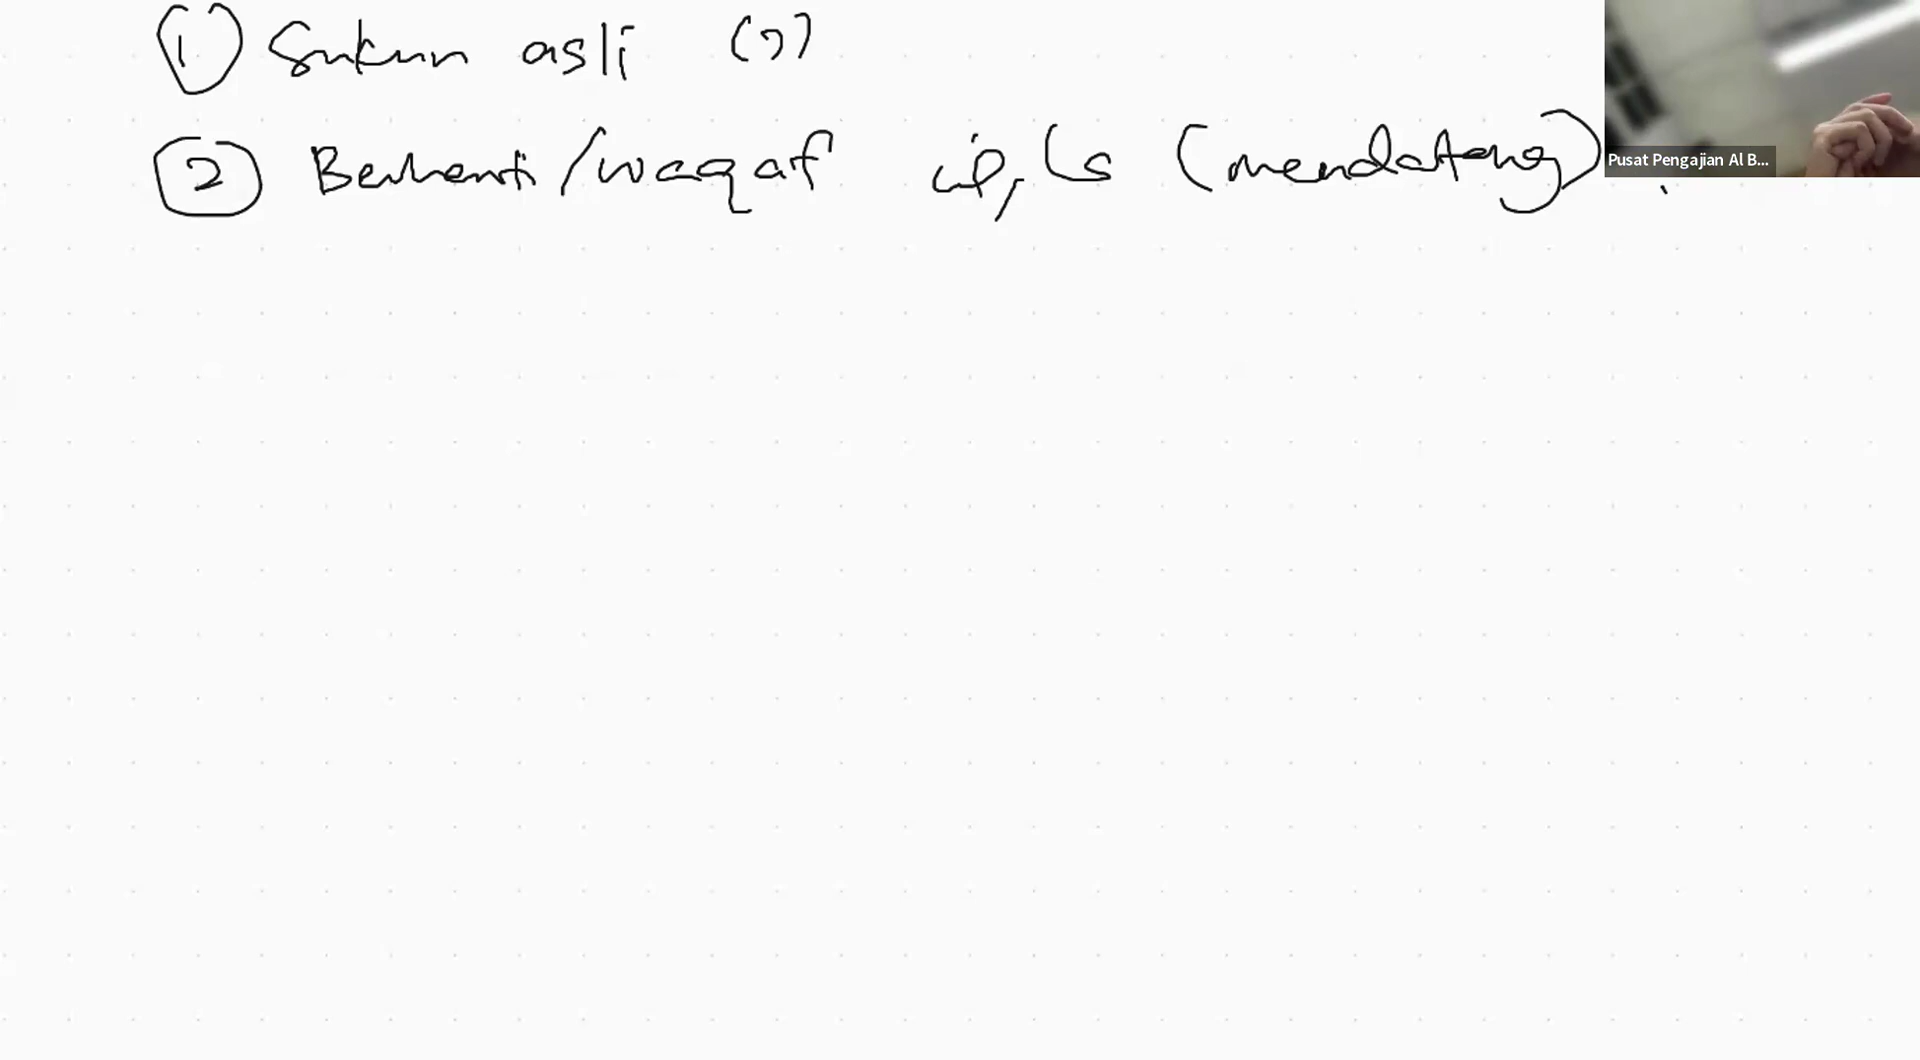 ① Sukun asli
② Berhenti / waqaf (mendatang)
Pusat Pengajian Al B...